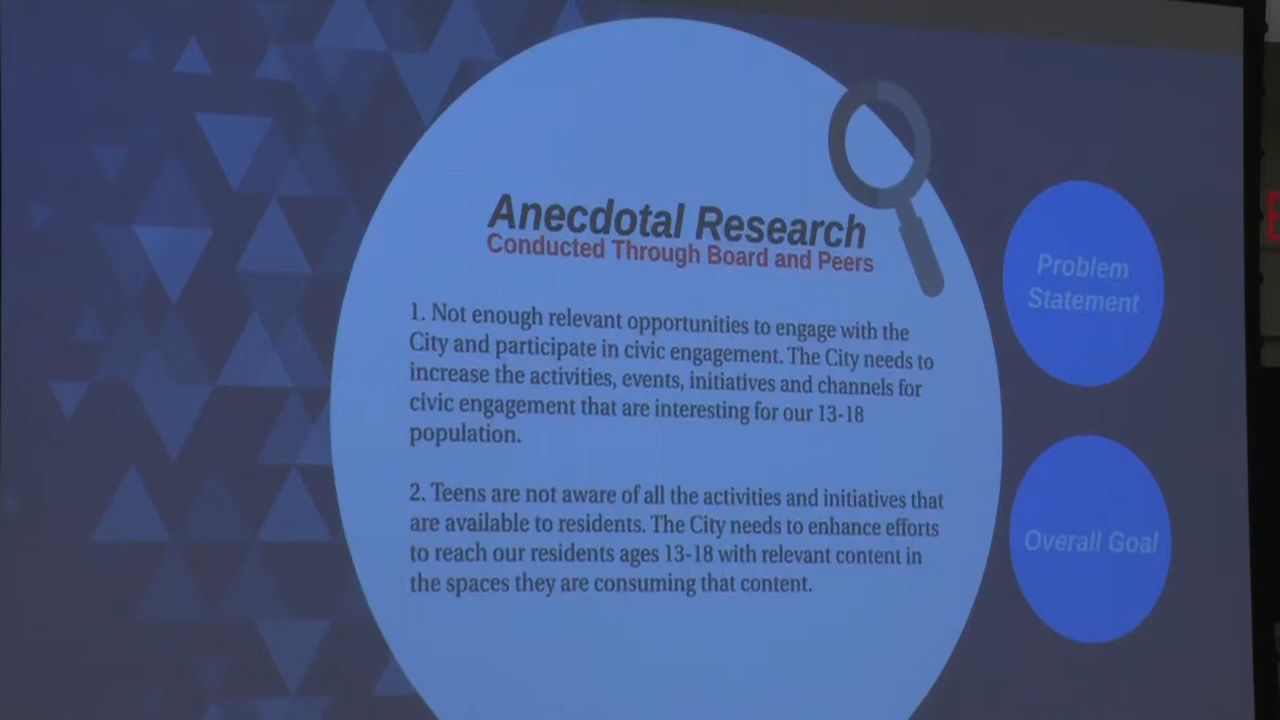 Anecdotal Research
Conducted Through Board and Peers
1. Not enough relevant opportunities to engage with the
City and participate in civic engagement. The City needs to
increase the activities, events, initiatives and channels for
civic engagement that are interesting for our 13-18
population.
2. Teens are not aware of all the activities and initiatives that
are available to residents. The City needs to enhance efforts
to reach our residents ages 13-18 with relevant content in
the spaces they are consuming that content.
Problem
Statement
Overall Goal